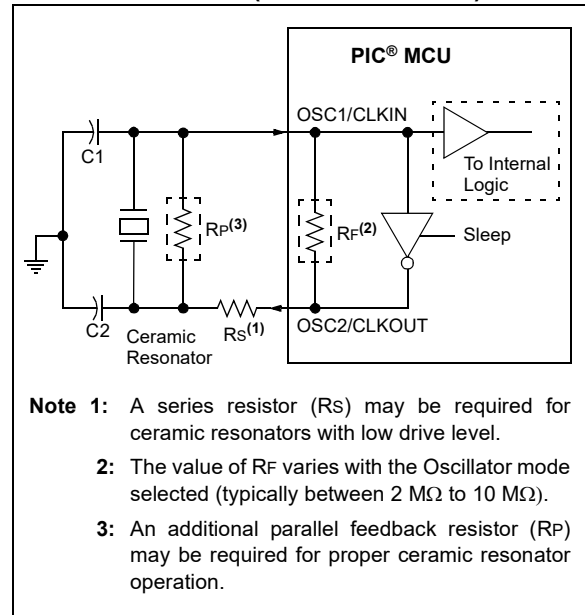 PIC® MCU
OSC1/CLKIN
C1
To Internal
Logic
RP(3)
RF(2)
Sleep
C2
Ceramic
Resonator
RS(1)
OSC2/CLKOUT
Note 1: A series resistor (RS) may be required for
ceramic resonators with low drive level.
2: The value of RF varies with the Oscillator mode
selected (typically between 2 MΩ to 10 MΩ).
3: An additional parallel feedback resistor (RP)
may be required for proper ceramic resonator
operation.